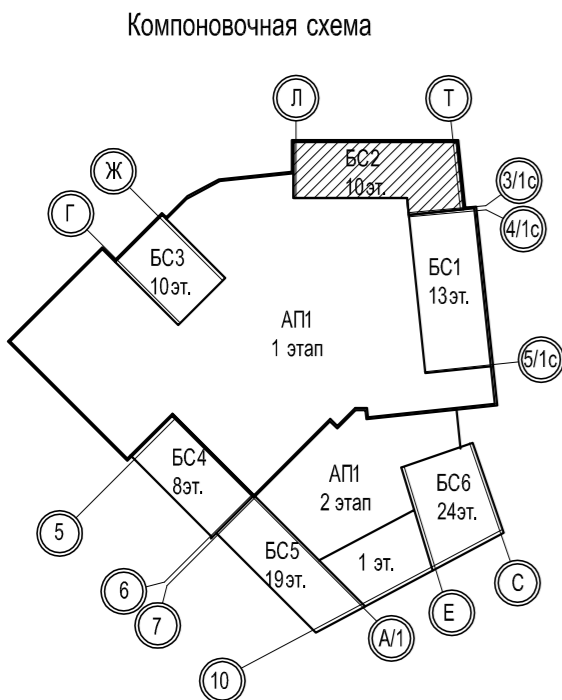 Компоновочная схема
Л
Т
БС2
10эт.
Ж
3/1с
Г
4/1с
БС3
10эт.
БС1
13эт.
АП1
1 этап
5/1с
БС4
8эт.
АП1
2 этап
БС6
24эт.
5
БС5
19эт.
1 эт.
6
С
7
Е
А/1
10